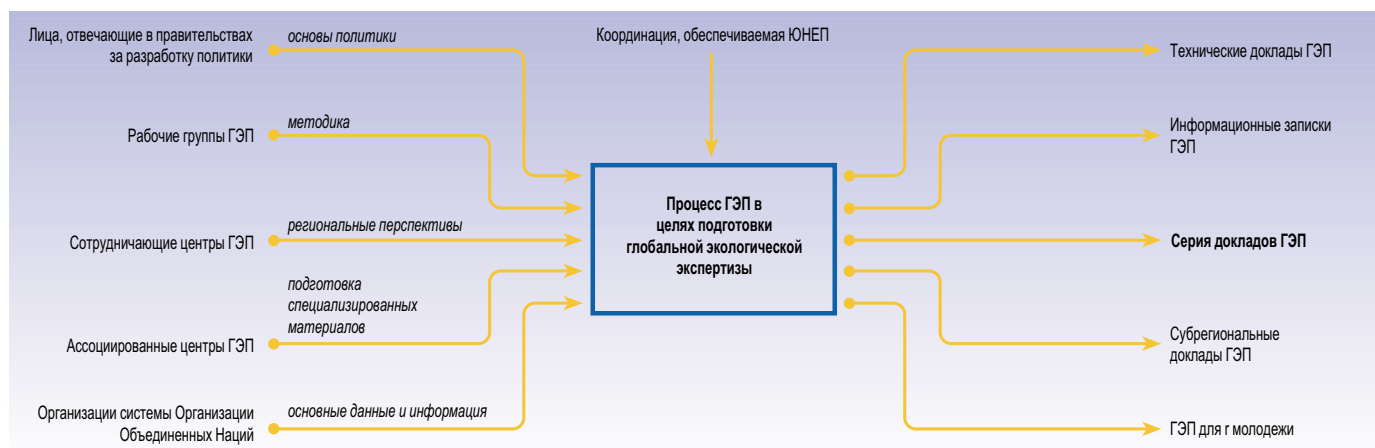 Лица, отвечающие в правительствах
за разработку политики
основы политики
Рабочие группы ГЭП
методика
Сотрудничающие центры ГЭП
региональные перспективы
Ассоциированные центры ГЭП
подготовка
специализированных
материалов
Организации системы Организации
Объединенных Наций
основные данные и информация
Координация, обеспечиваемая ЮНЕП
Процесс ГЭП в
целях подготовки
глобальной экологической
экспертизы
Технические доклады ГЭП
Информационные записки
ГЭП
Серия докладов ГЭП
Субрегиональные
доклады ГЭП
ГЭП для г молодежи